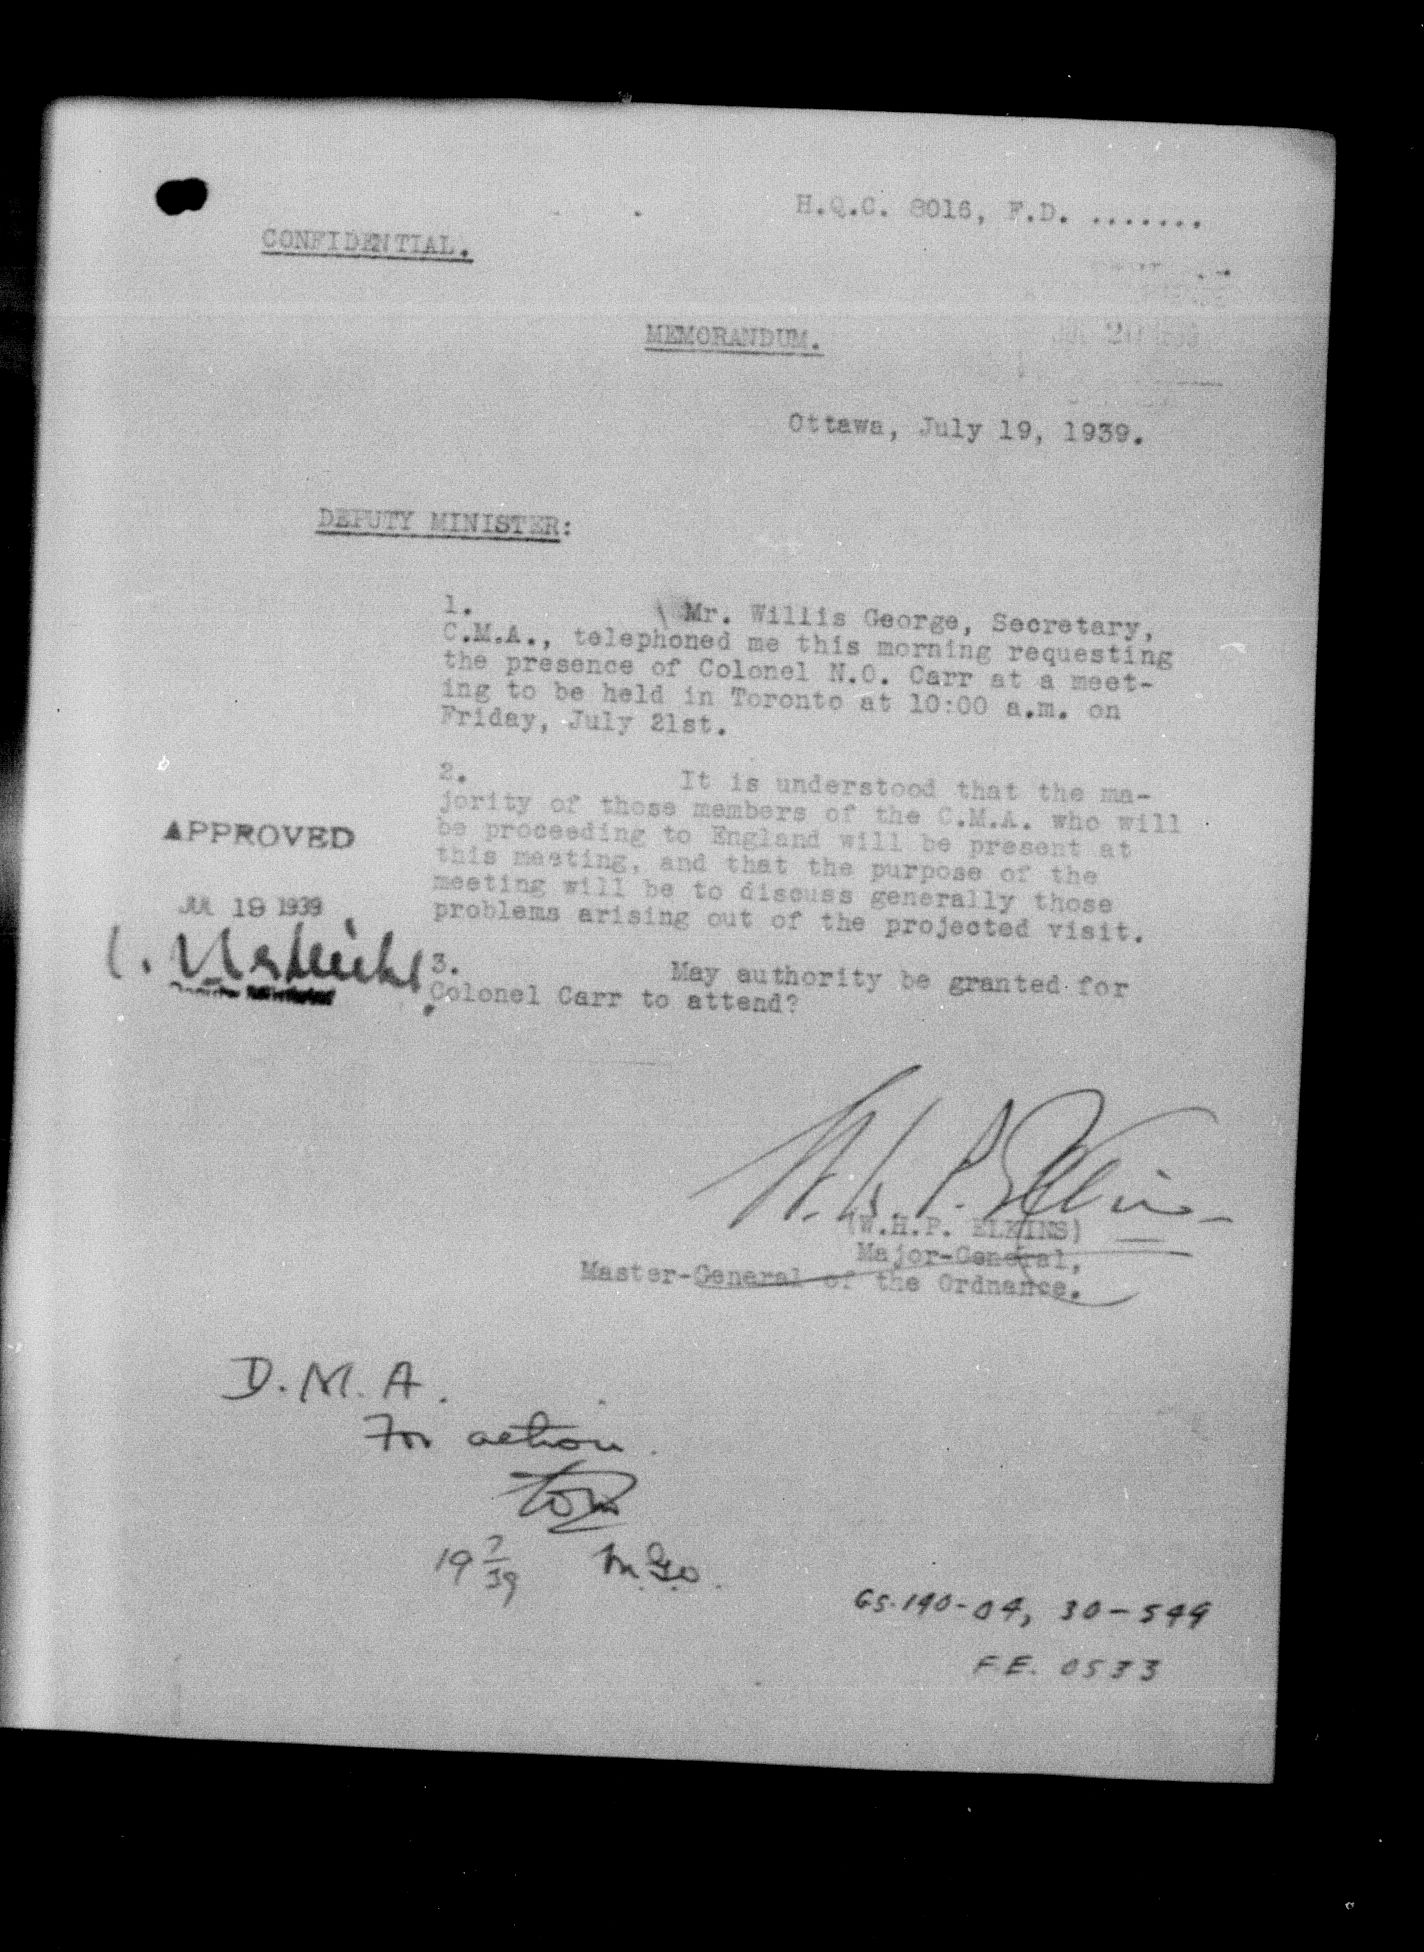 H.Q.C. 8016, F.D. .......
CONFIDENTIAL.
MEMORANDUM.
JUL 20 1939
Ottawa, July 19, 1939.
DEPUTY MINISTER:
1. Mr. Willis George, Secretary,
C.M.A., telephoned me this morning requesting
the presence of Colonel N.O. Carr at a meet-
ing to be held in Toronto at 10:00 a.m. on
Friday, July 21st.
2. It is understood that the ma-
jority of those members of the C.M.A. who will
be proceeding to England will be present at
this meeting, and that the purpose of the
meeting will be to discuss generally those
problems arising out of the projected visit.
APPROVED
JUL 19 1939
3. May authority be granted for
Colonel Carr to attend?
W.H.P. Elkins
(W.H.P. ELKINS)
Major-General,
Master-General of the Ordnance.
D.M.A.
For action.
19 7/39 M.G.O.
GS.190-04, 30-549
F.E. 0533